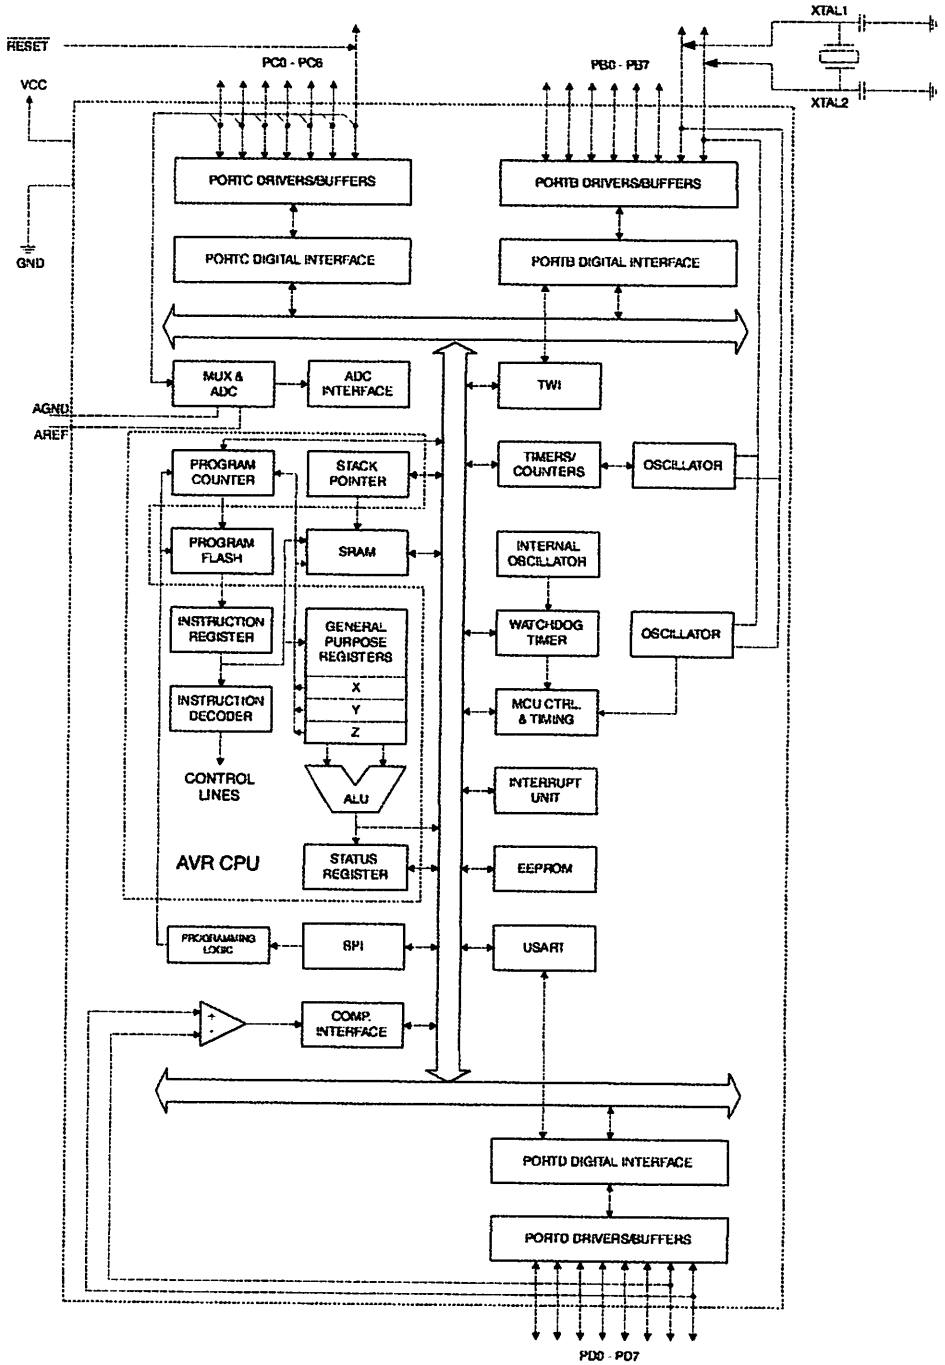 XTAL1
RESET
PC0 - PC6
PB0 - PB7
VCC
XTAL2
PORTC DRIVERS/BUFFERS
PORTB DRIVERS/BUFFERS
GND
PORTC DIGITAL INTERFACE
PORTB DIGITAL INTERFACE
MUX &
ADC
ADC
INTERFACE
TWI
AGND
AREF
PROGRAM
COUNTER
STACK
POINTER
TIMERS/
COUNTERS
OSCILLATOR
PROGRAM
FLASH
SRAM
INTERNAL
OSCILLATOR
INSTRUCTION
REGISTER
GENERAL
PURPOSE
REGISTERS
WATCHDOG
TIMER
OSCILLATOR
X
Y
Z
INSTRUCTION
DECODER
MCU CTRL.
& TIMING
CONTROL
LINES
ALU
INTERRUPT
UNIT
AVR CPU
STATUS
REGISTER
EEPROM
PROGRAMMING
LOGIC
SPI
USART
+
-
COMP.
INTERFACE
PORTD DIGITAL INTERFACE
PORTD DRIVERS/BUFFERS
PD0 - PD7